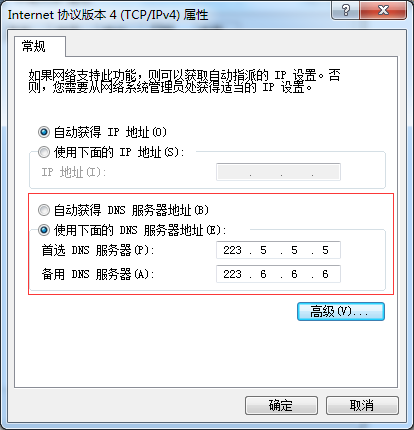 Internet 协议版本 4 (TCP/IPv4) 属性
常规
如果网络支持此功能，则可以获取自动指派的 IP 设置。否
则，您需要从网络系统管理员处获得适当的 IP 设置。
自动获得 IP 地址(O)
使用下面的 IP 地址(S):
IP 地址(I): . . .
自动获得 DNS 服务器地址(B)
使用下面的 DNS 服务器地址(E):
首选 DNS 服务器(P): 223 . 5 . 5 . 5
备用 DNS 服务器(A): 223 . 6 . 6 . 6
高级(V)...
确定 取消